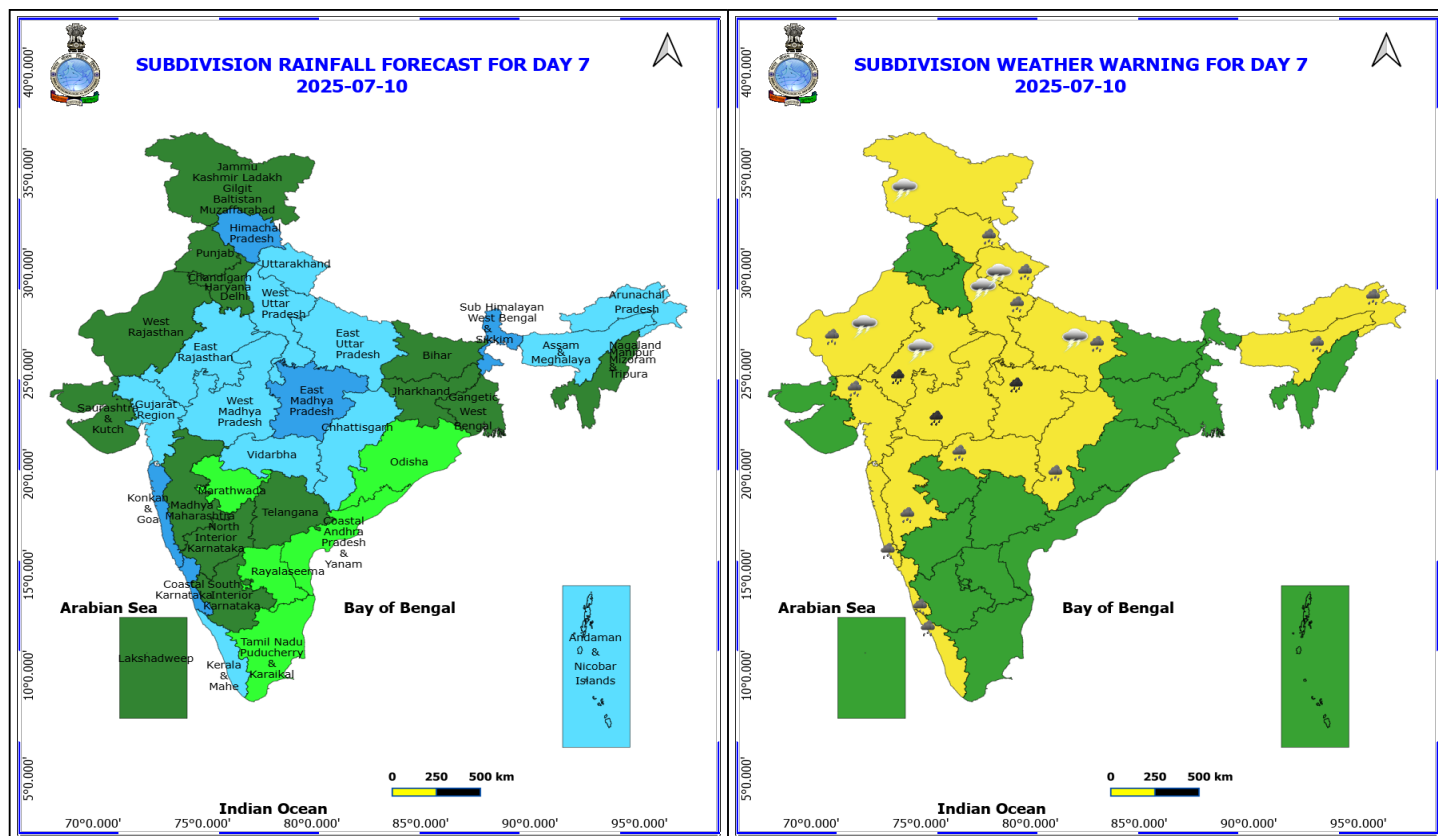 SUBDIVISION RAINFALL FORECAST FOR DAY 7
2025-07-10
40°0.000'
35°0.000'
30°0.000'
25°0.000'
20°0.000'
15°0.000'
10°0.000'
5°0.000'
Jammu
Kashmir Ladakh
Gilgit
Baltistan
Muzaffarabad
Himachal
Pradesh
Punjab
Uttarakhand
Chandigarh
Haryana
Delhi
West
Uttar
Pradesh
West
Rajasthan
East
Rajasthan
East
Uttar
Pradesh
Bihar
Sub Himalayan
West Bengal
&
Sikkim
Arunachal
Pradesh
Assam
&
Meghalaya
Nagaland
Manipur
Mizoram
&
Tripura
Jharkhand
Gangetic
West
Bengal
East
Madhya
Pradesh
West
Madhya
Pradesh
Gujarat
Region
Saurashtra
&
Kutch
Chhattisgarh
Vidarbha
Odisha
Konkan
&
Goa
Marathwada
Madhya
Maharashtra
Telangana
North
Interior
Karnataka
Coastal
Andhra
Pradesh
&
Yanam
Rayalaseema
Coastal
Karnataka
South
Interior
Karnataka
Arabian Sea
Bay of Bengal
Lakshadweep
Tamil Nadu
Puducherry
&
Karaikal
Kerala
&
Mahe
Andaman
&
Nicobar
Islands
0 250 500 km
Indian Ocean
70°0.000' 75°0.000' 80°0.000' 85°0.000' 90°0.000' 95°0.000'
SUBDIVISION WEATHER WARNING FOR DAY 7
2025-07-10
40°0.000'
35°0.000'
30°0.000'
25°0.000'
20°0.000'
15°0.000'
10°0.000'
5°0.000'
Arabian Sea
Bay of Bengal
0 250 500 km
Indian Ocean
70°0.000' 75°0.000' 80°0.000' 85°0.000' 90°0.000' 95°0.000'